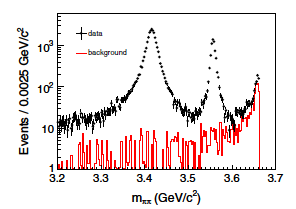 Events / 0.0025 GeV/c²
10³
10²
10
1
data
background
3.2 3.3 3.4 3.5 3.6 3.7
mππ (GeV/c²)